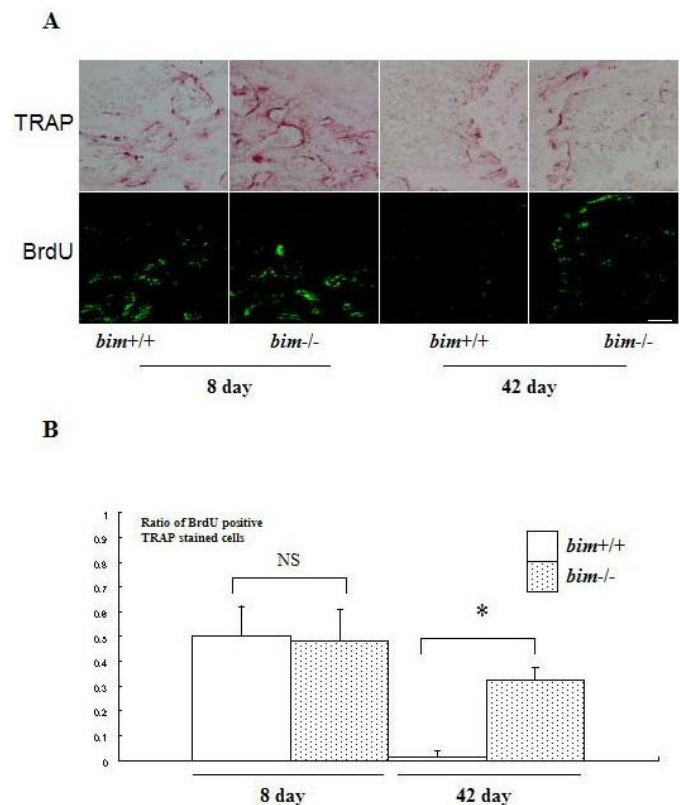 A
TRAP
BrdU
bim+/+ bim-/- bim+/+ bim-/-
8 day 42 day
B
1
0.9
0.8
0.7
0.6
0.5
0.4
0.3
0.2
0.1
0
Ratio of BrdU positive
TRAP stained cells
NS
*
bim+/+
bim-/-
8 day 42 day